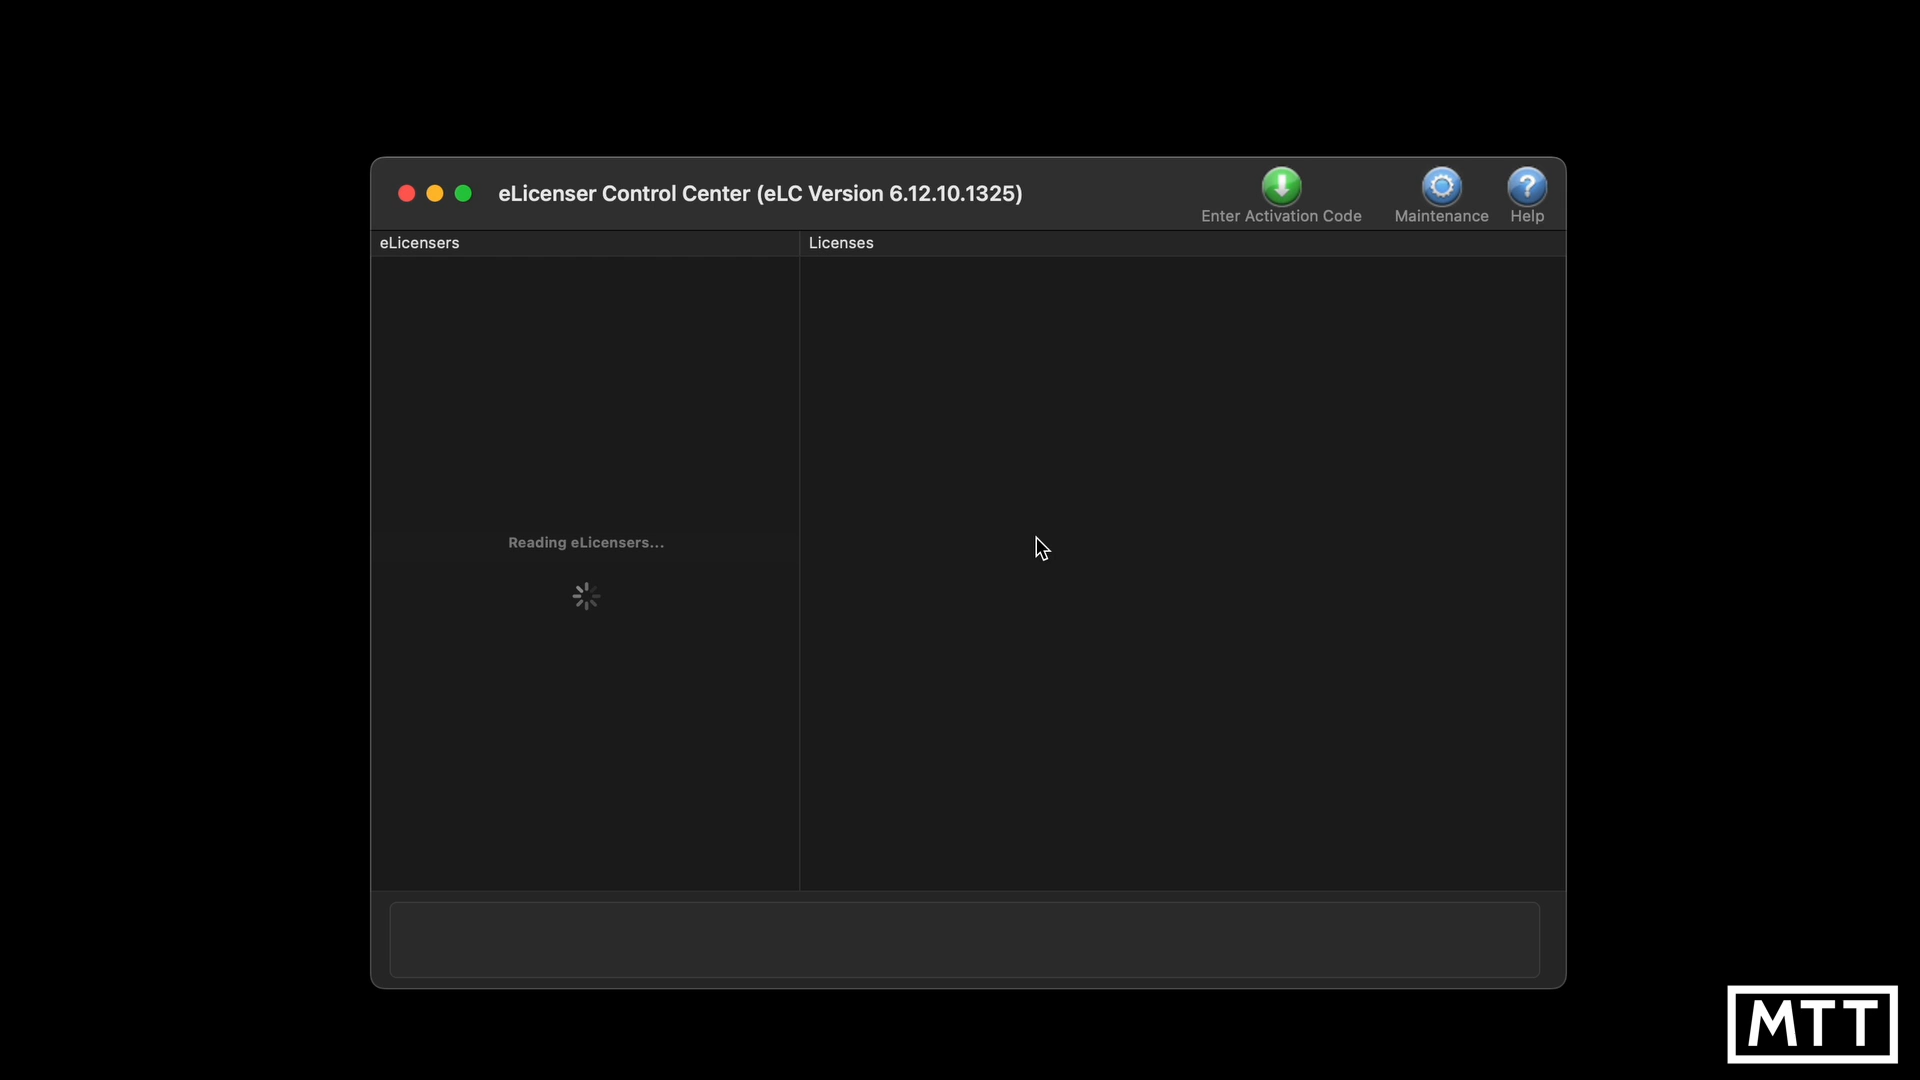 eLicenser Control Center (eLC Version 6.12.10.1325)
Enter Activation Code
Maintenance
Help
eLicensers
Licenses
Reading eLicensers...
MTT